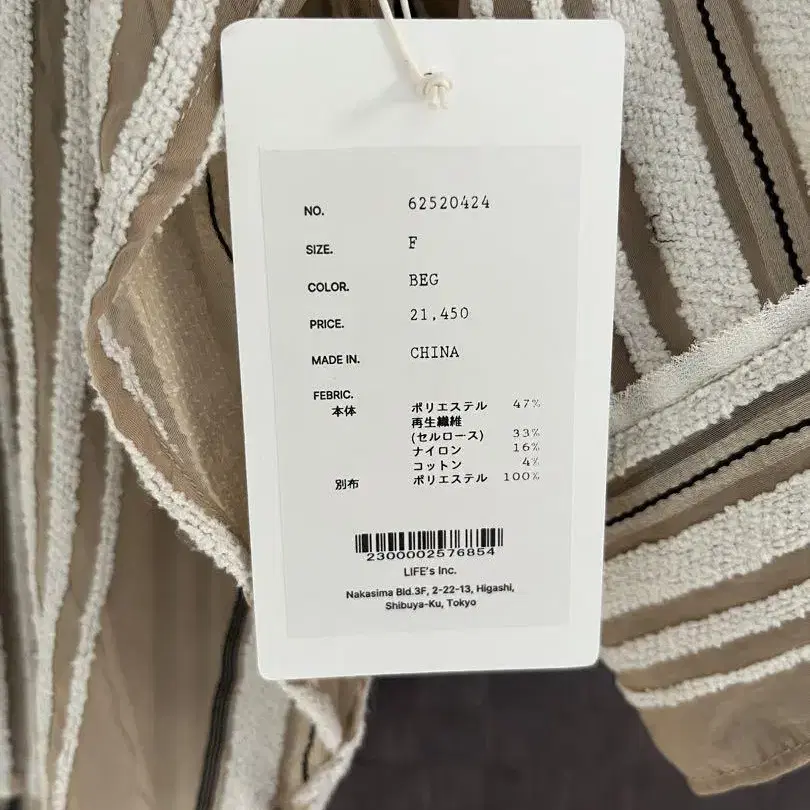 NO. 62520424
SIZE. F
COLOR. BEG
PRICE. 21,450
MADE IN. CHINA
FEBRIC.
本体 ポリエステル 47%
再生繊維
(セルロース) 33%
ナイロン 16%
コットン 4%
別布 ポリエステル 100%
2300002576854
LIFE's Inc.
Nakasima Bld.3F, 2-22-13, Higashi,
Shibuya-Ku, Tokyo